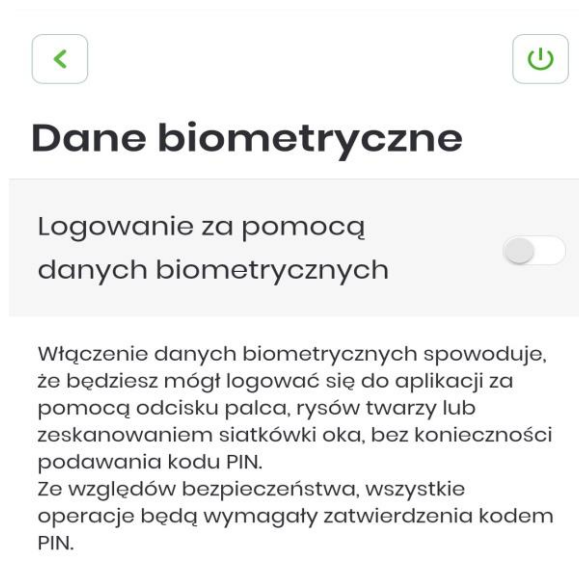 Dane biometryczne
Logowanie za pomocą
danych biometrycznych
Włączenie danych biometrycznych spowoduje,
że będziesz mógł logować się do aplikacji za
pomocą odcisku palca, rysów twarzy lub
zeskanowaniem siatkówki oka, bez konieczności
podawania kodu PIN.
Ze względów bezpieczeństwa, wszystkie
operacje będą wymagały zatwierdzenia kodem
PIN.